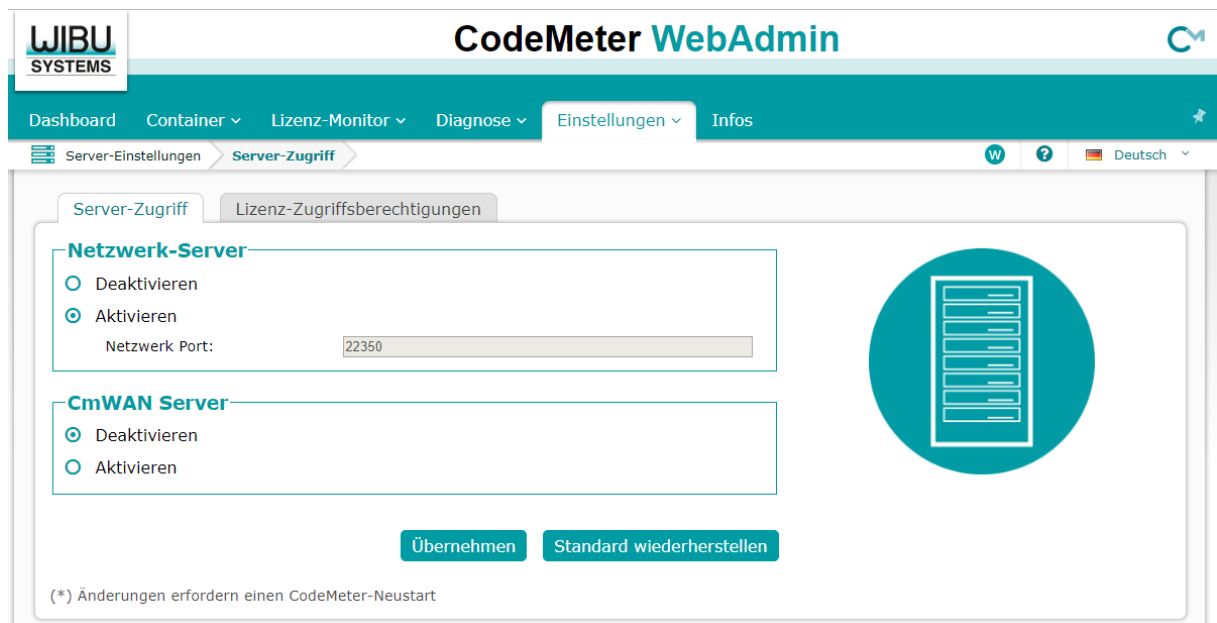 WIBU
SYSTEMS
CodeMeter WebAdmin
CM
Dashboard Container Lizenz-Monitor Diagnose Einstellungen Infos
Server-Einstellungen Server-Zugriff W ? Deutsch
Server-Zugriff Lizenz-Zugriffsberechtigungen
Netzwerk-Server
Deaktivieren
Aktivieren
Netzwerk Port: 22350
CmWAN Server
Deaktivieren
Aktivieren
Übernehmen Standard wiederherstellen
(*) Änderungen erfordern einen CodeMeter-Neustart